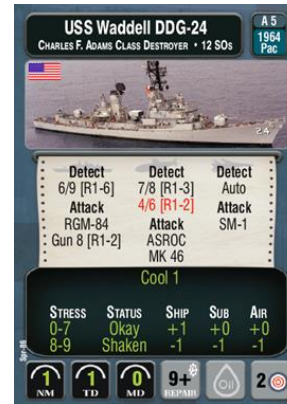 USS Waddell DDG-24
Charles F. Adams Class Destroyer • 12 SOs
A 5
1964
Pac
24
Detect Detect Detect
6/9 [R1-6] 7/8 [R1-3] Auto
Attack 4/6 [R1-2] Attack
RGM-84 Attack SM-1
Gun 8 [R1-2] ASROC
MK 46
Cool 1
Stress Status Ship Sub Air
0-7 Okay +1 +0 +0
8-9 Shaken -1 -1 -1
Spr-86
1 1 0 9+ Oil 2
NM TD MD REPAIR